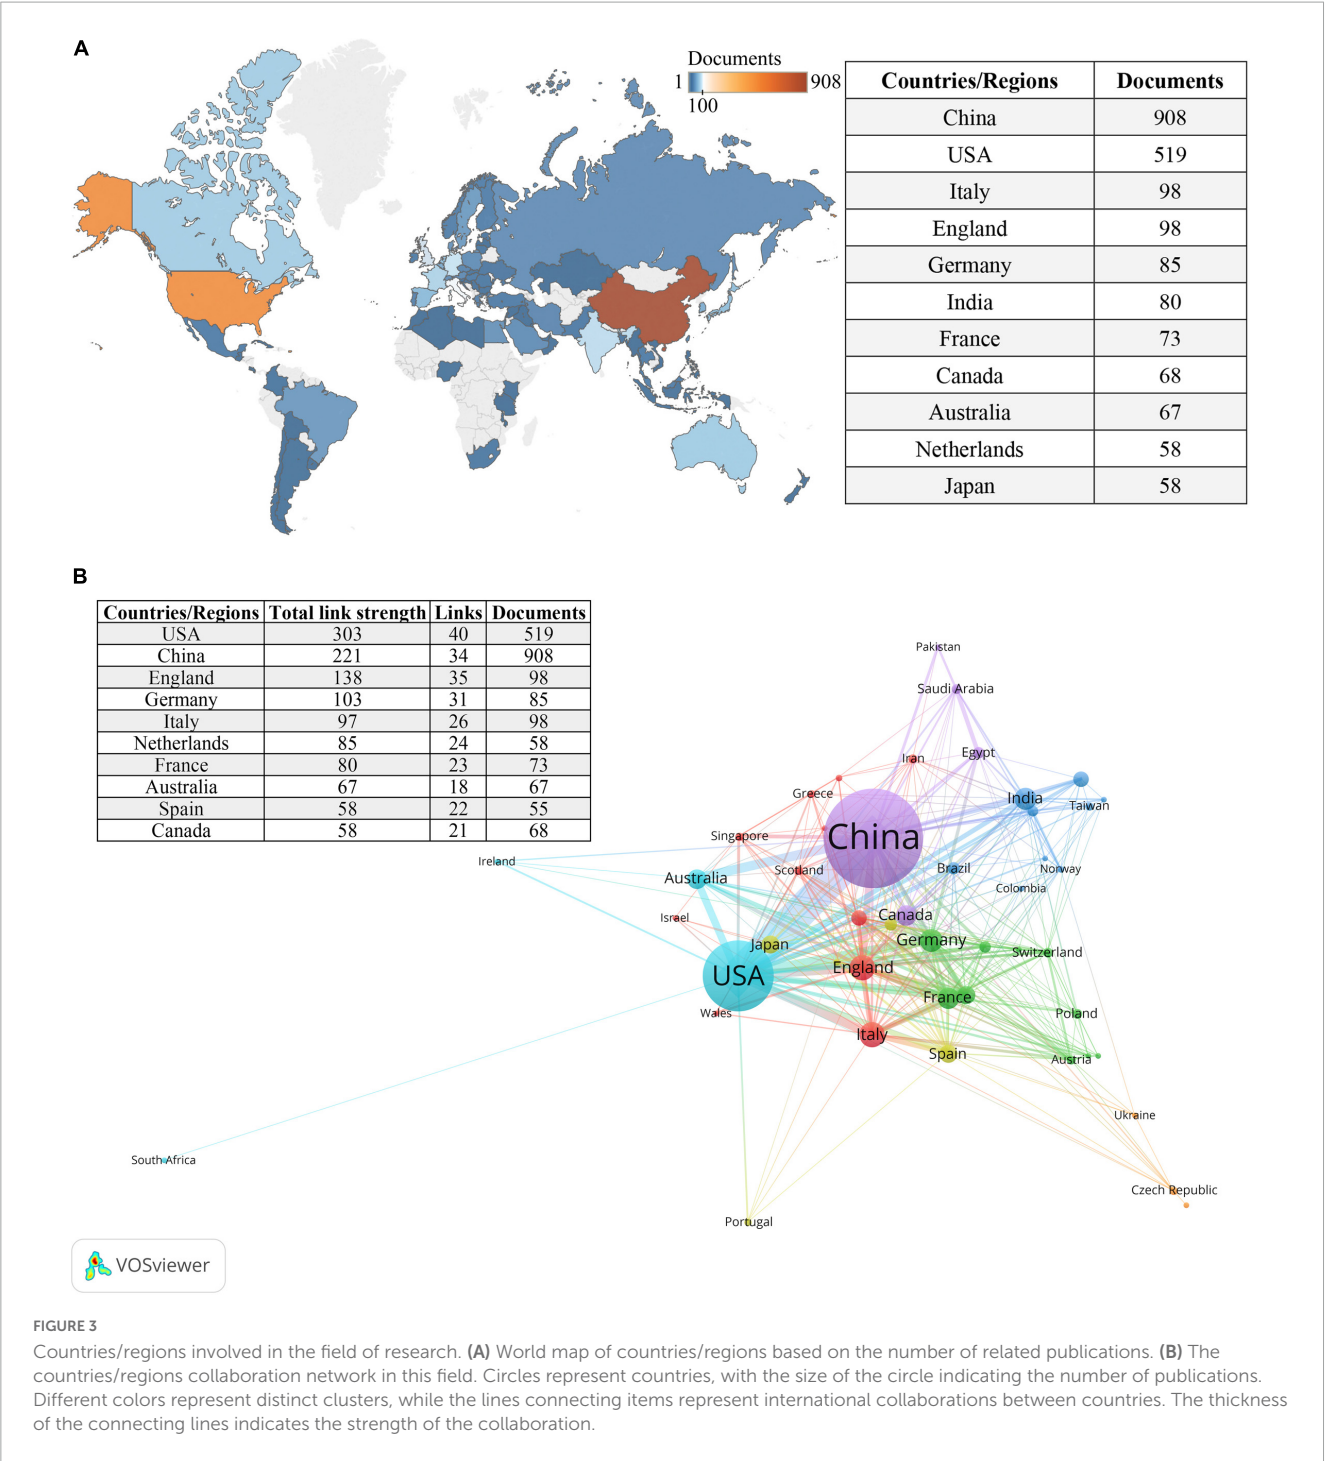 A
Documents
1
908
100
Countries/Regions Documents
China 908
USA 519
Italy 98
England 98
Germany 85
India 80
France 73
Canada 68
Australia 67
Netherlands 58
Japan 58
B
Countries/Regions Total link strength Links Documents
USA 303 40 519
China 221 34 908
England 138 35 98
Germany 103 31 85
Italy 97 26 98
Netherlands 85 24 58
France 80 23 73
Australia 67 18 67
Spain 58 22 55
Canada 58 21 68
Pakistan
Saudi Arabia
Egypt
Iran
Greece
India
Taiwan
Singapore
China
Ireland
Australia
Scotland
Brazil
Norway
Colombia
Israel
Canada
Japan
Germany
Switzerland
USA
England
France
Wales
Poland
Italy
Spain
Austria
Ukraine
South Africa
Czech Republic
Portugal
VOSviewer
FIGURE 3
Countries/regions involved in the field of research. (A) World map of countries/regions based on the number of related publications. (B) The
countries/regions collaboration network in this field. Circles represent countries, with the size of the circle indicating the number of publications.
Different colors represent distinct clusters, while the lines connecting items represent international collaborations between countries. The thickness
of the connecting lines indicates the strength of the collaboration.